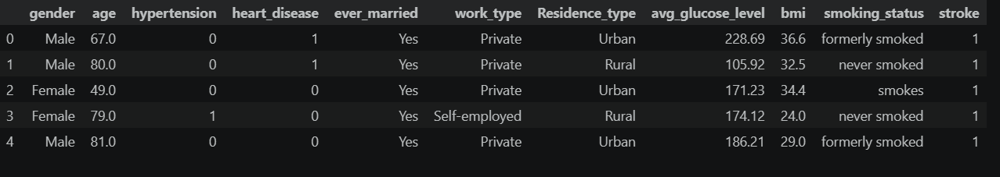 gender age hypertension heart_disease ever_married work_type Residence_type avg_glucose_level bmi smoking_status stroke
0 Male 67.0 0 1 Yes Private Urban 228.69 36.6 formerly smoked 1
1 Male 80.0 0 1 Yes Private Rural 105.92 32.5 never smoked 1
2 Female 49.0 0 0 Yes Private Urban 171.23 34.4 smokes 1
3 Female 79.0 1 0 Yes Self-employed Rural 174.12 24.0 never smoked 1
4 Male 81.0 0 0 Yes Private Urban 186.21 29.0 formerly smoked 1